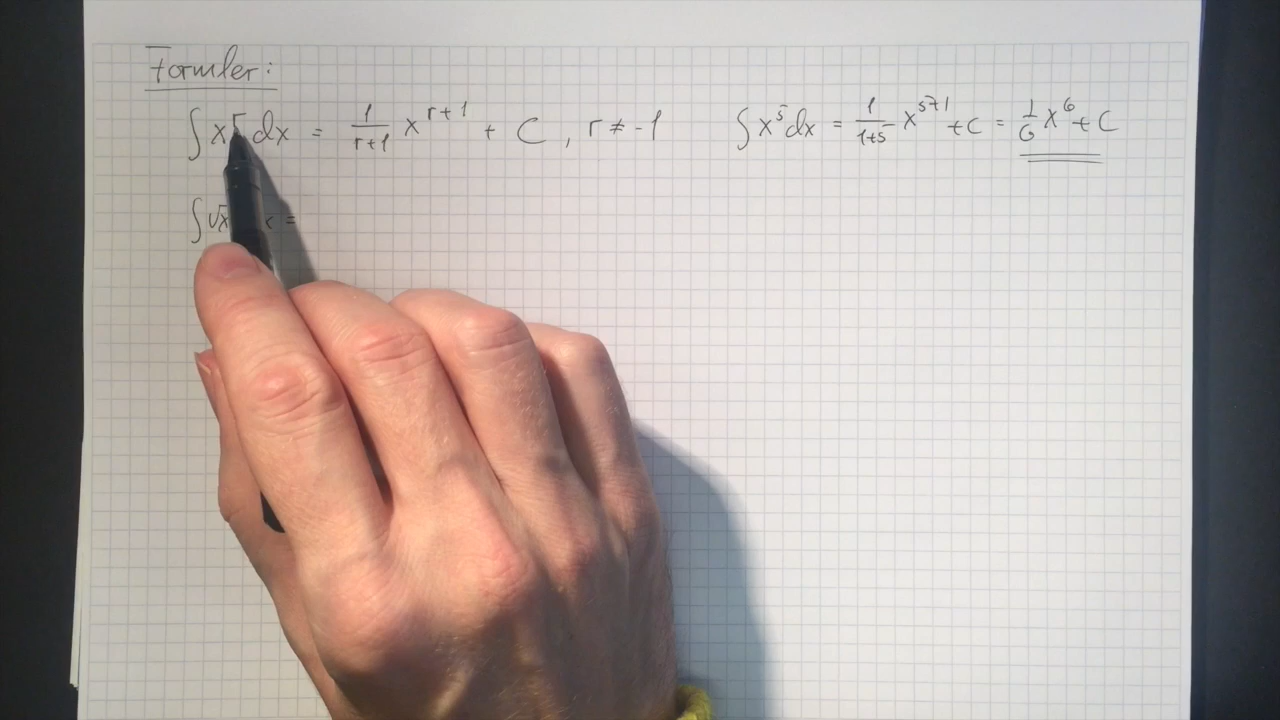 Formler:
∫x^r dx = 1/(r+1) x^(r+1) + C, r ≠ -1    ∫x^5 dx = 1/(1+5) x^(5+1) + C = 1/6 x^6 + C
∫√x x =